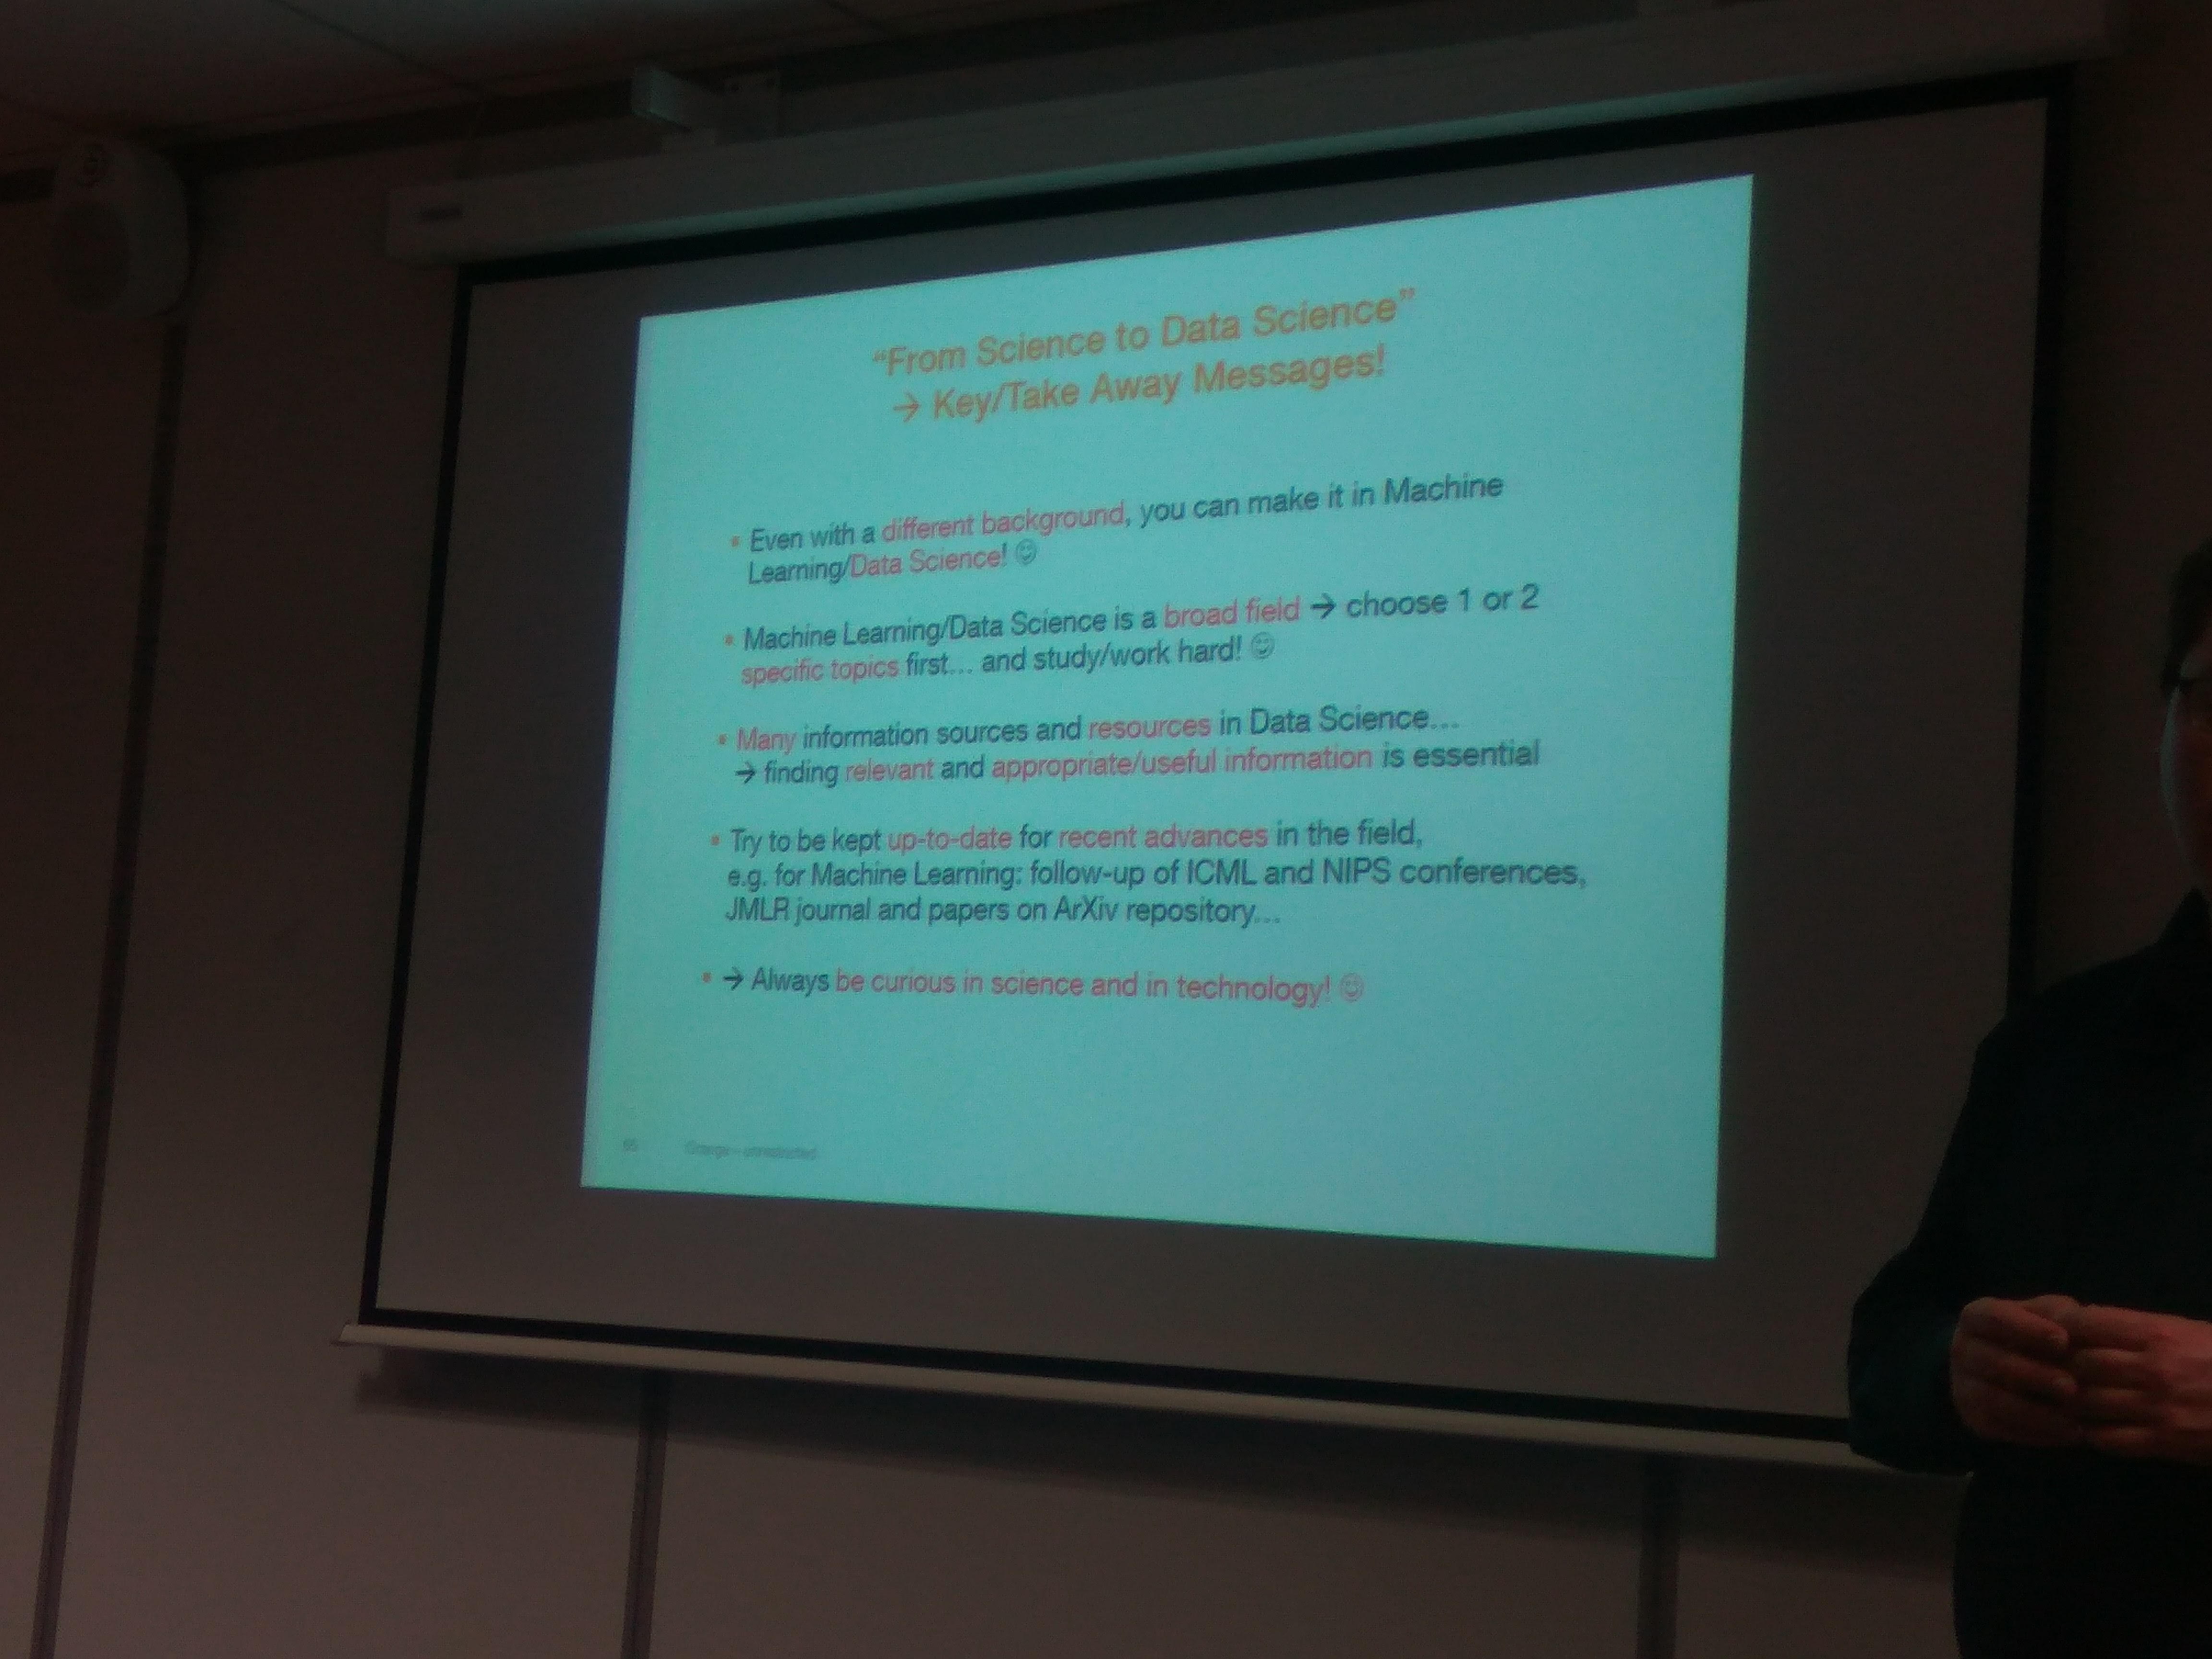 “From Science to Data Science”
→ Key/Take Away Messages!
• Even with a different background, you can make it in Machine
Learning/Data Science! ☺
• Machine Learning/Data Science is a broad field → choose 1 or 2
specific topics first... and study/work hard! ☺
• Many information sources and resources in Data Science...
→ finding relevant and appropriate/useful information is essential
• Try to be kept up-to-date for recent advances in the field,
e.g. for Machine Learning: follow-up of ICML and NIPS conferences,
JMLR journal and papers on ArXiv repository...
• → Always be curious in science and in technology! ☺